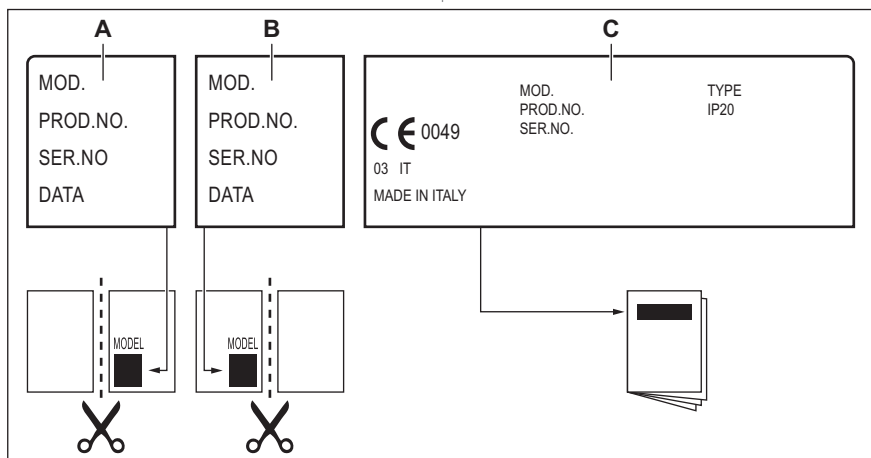 A
B
C
MOD.
PROD.NO.
SER.NO
DATA
MOD.
PROD.NO.
SER.NO
DATA
MOD.
PROD.NO.
SER.NO.
TYPE
IP20
CE 0049
03 IT
MADE IN ITALY
MODEL
MODEL